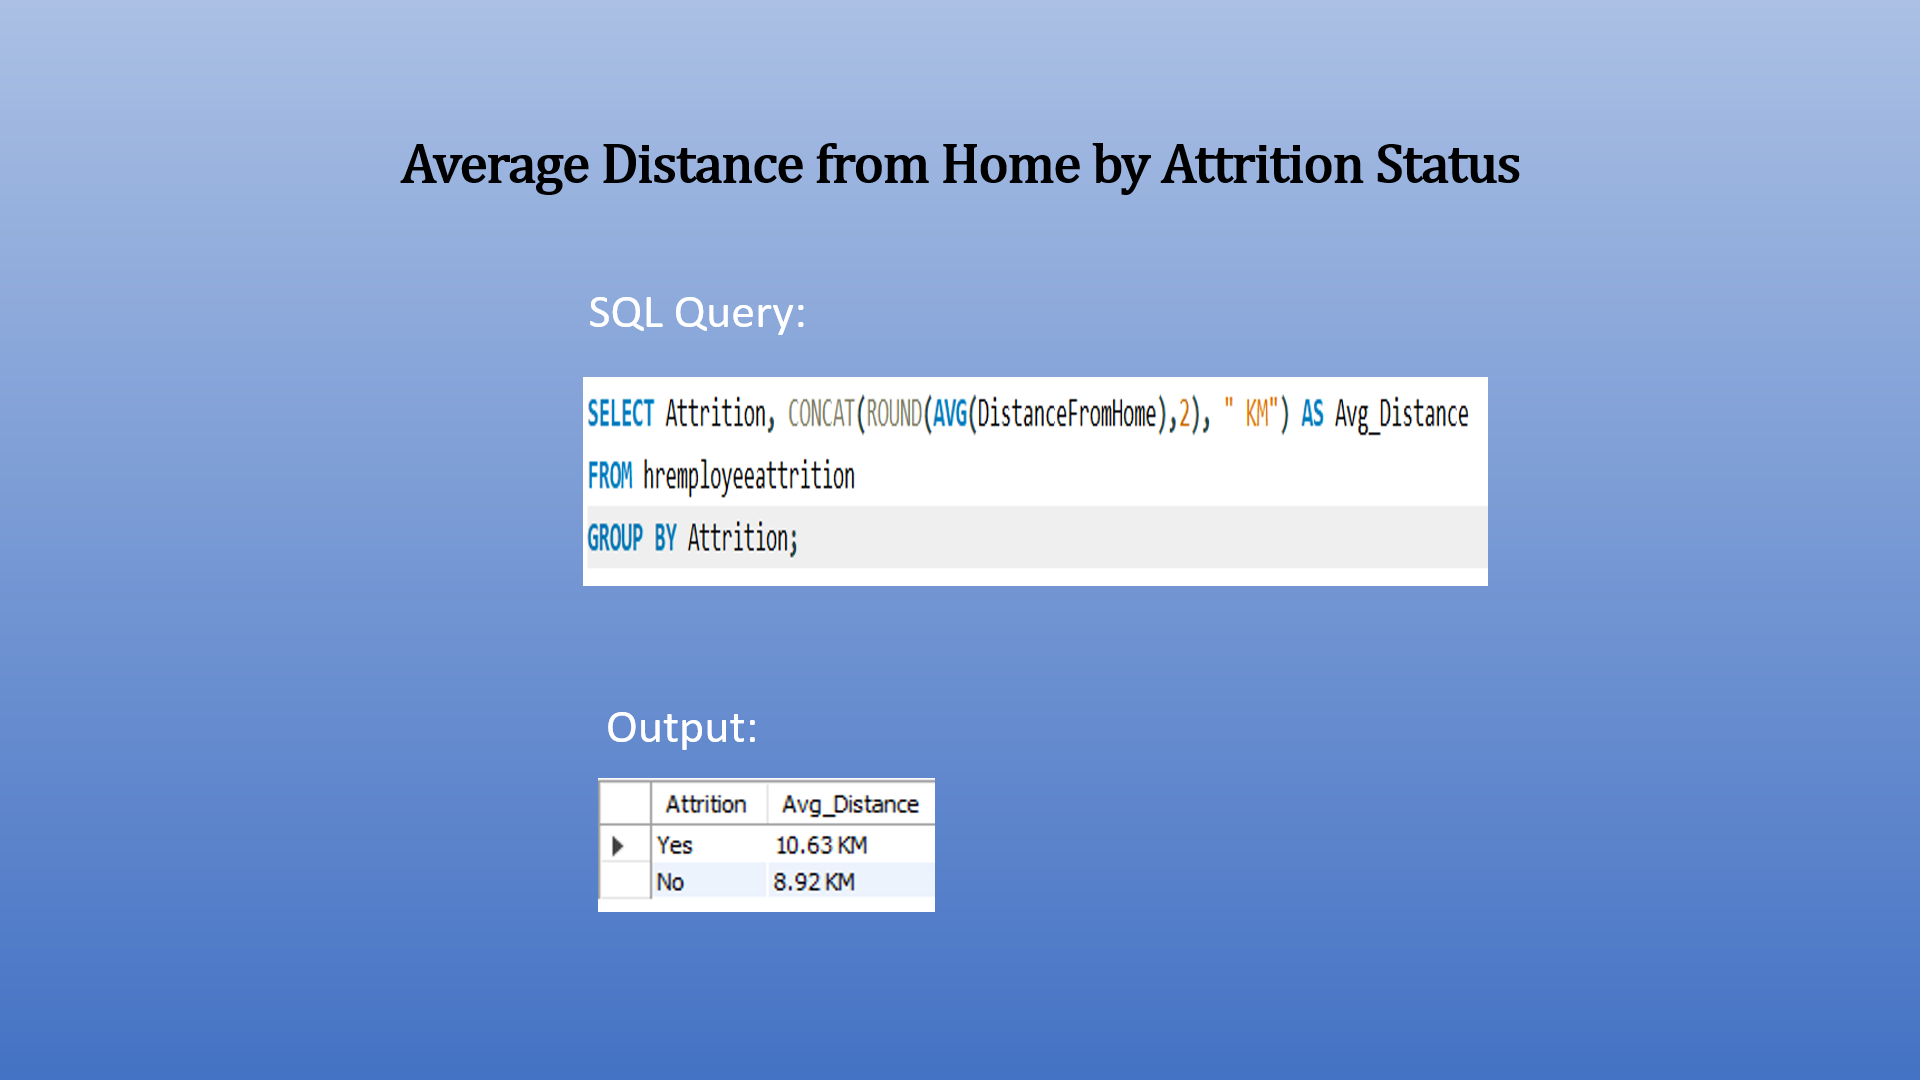 Average Distance from Home by Attrition Status
SQL Query:
SELECT Attrition, CONCAT(ROUND(AVG(DistanceFromHome),2), " KM") AS Avg_Distance
FROM hremployeeattrition
GROUP BY Attrition;
Output:
Attrition Avg_Distance
Yes 10.63 KM
No 8.92 KM